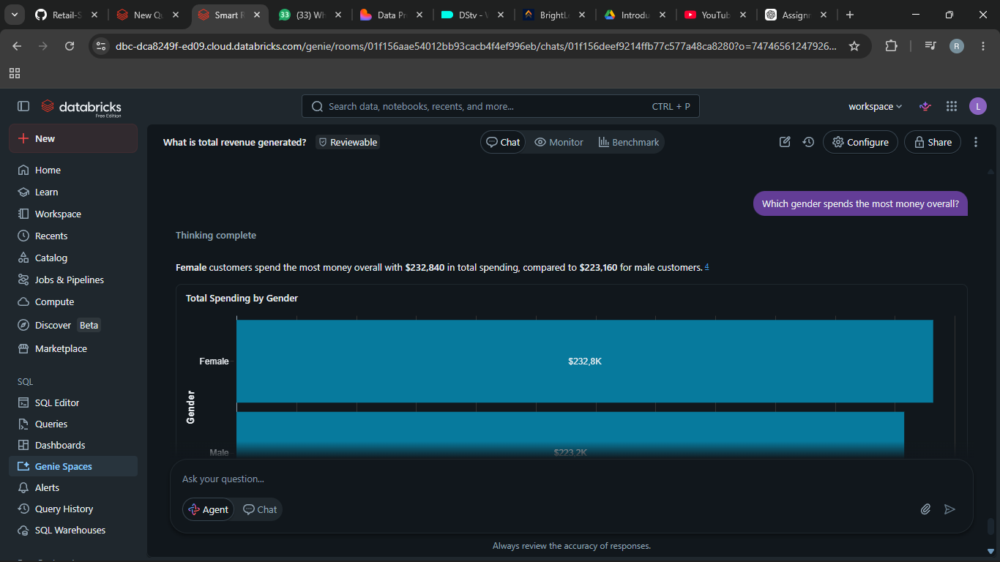 Retail-S
New Qu
Smart R
(33) Wh
Data Pr
DStv - W
BrightLe
Introdu
YouTub
Assignm
dbc-dca8249f-ed09.cloud.databricks.com/genie/rooms/01f156aae54012bb93cacb4f4ef996eb/chats/01f156deef9214ffb77c577a48ca8280?o=74746561247926...
R
databricks
Free Edition
Search data, notebooks, recents, and more...
CTRL + P
workspace
L
New
What is total revenue generated?
Reviewable
Chat
Monitor
Benchmark
Configure
Share
Home
Learn
Workspace
Recents
Catalog
Jobs & Pipelines
Compute
Discover Beta
Marketplace
SQL
SQL Editor
Queries
Dashboards
Genie Spaces
Alerts
Query History
SQL Warehouses
Which gender spends the most money overall?
Thinking complete
Female customers spend the most money overall with $232,840 in total spending, compared to $223,160 for male customers. 4
Total Spending by Gender
Gender
Female
$232,8K
Male
$223,2K
Ask your question...
Agent
Chat
Always review the accuracy of responses.